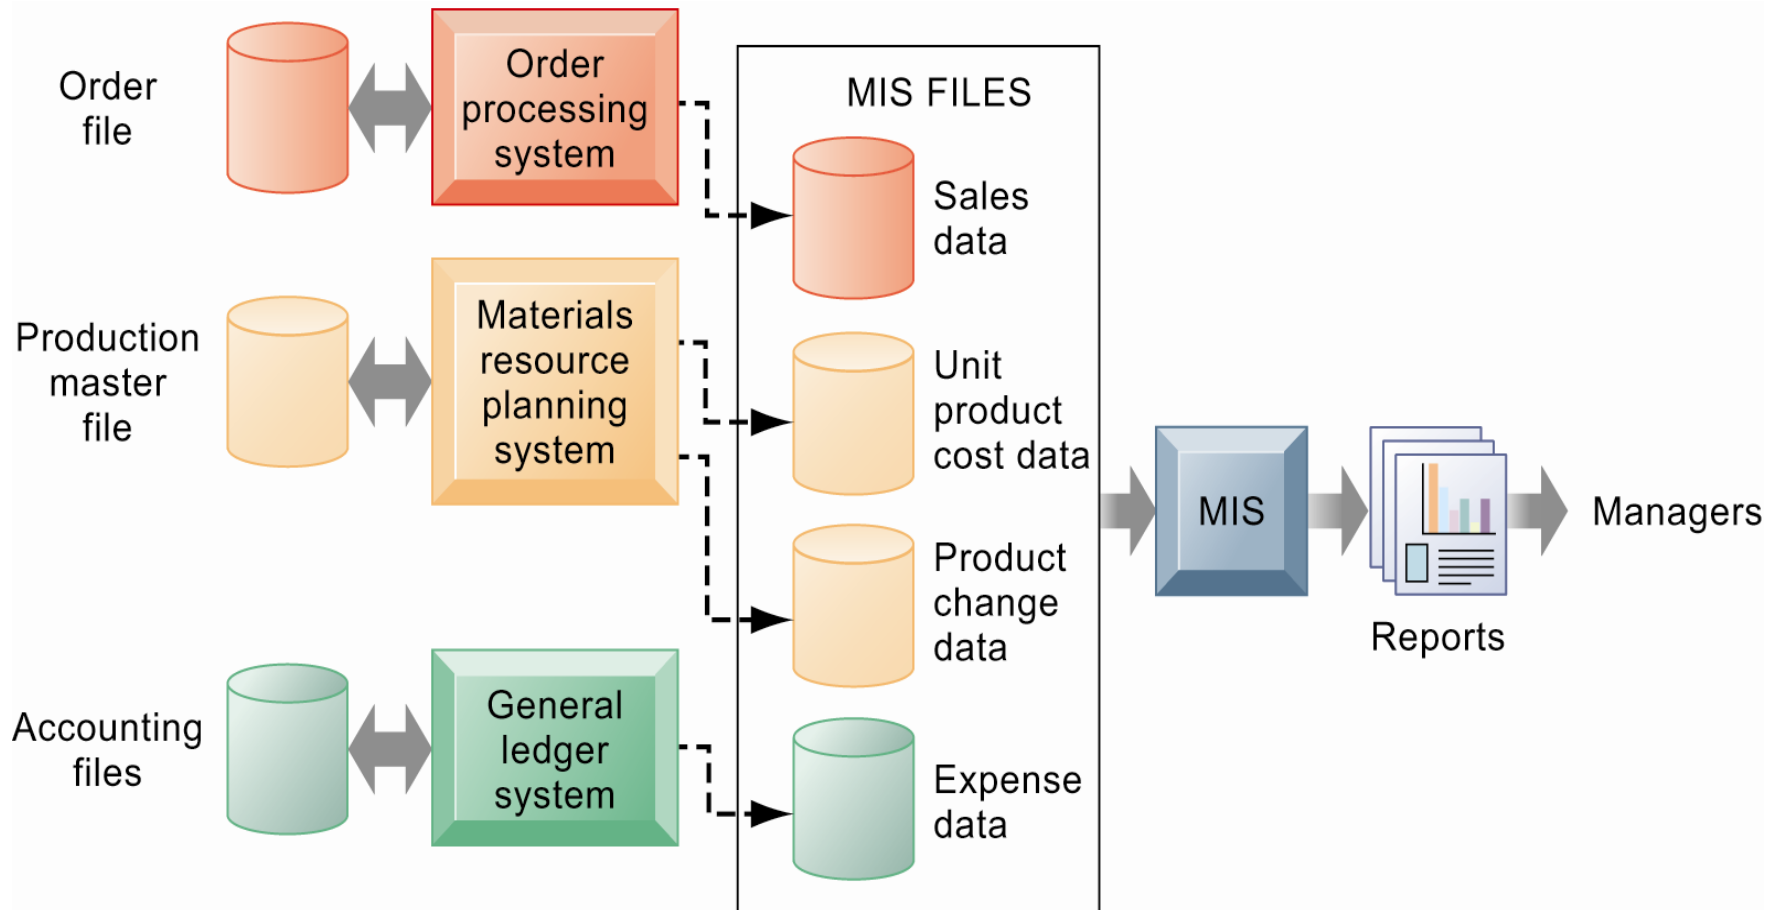 Order
file
Order
processing
system
MIS FILES
Sales
data
Production
master
file
Materials
resource
planning
system
Unit
product
cost data
Product
change
data
MIS
Reports
Managers
Accounting
files
General
ledger
system
Expense
data